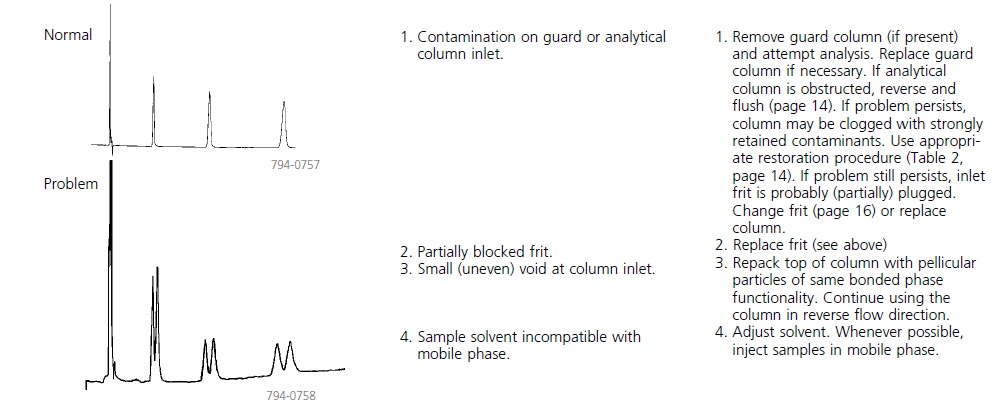 Normal
794-0757
Problem
794-0758
1. Contamination on guard or analytical
column inlet.
2. Partially blocked frit.
3. Small (uneven) void at column inlet.
4. Sample solvent incompatible with
mobile phase.
1. Remove guard column (if present)
and attempt analysis. Replace guard
column if necessary. If analytical
column is obstructed, reverse and
flush (page 14). If problem persists,
column may be clogged with strongly
retained contaminants. Use appropri-
ate restoration procedure (Table 2,
page 14). If problem still persists, inlet
frit is probably (partially) plugged.
Change frit (page 16) or replace
column.
2. Replace frit (see above)
3. Repack top of column with pellicular
particles of same bonded phase
functionality. Continue using the
column in reverse flow direction.
4. Adjust solvent. Whenever possible,
inject samples in mobile phase.